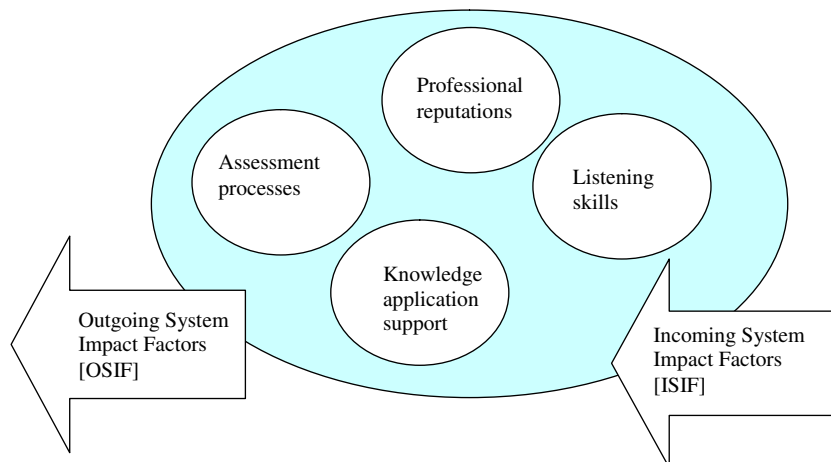 Professional
reputations
Assessment
processes
Listening
skills
Knowledge
application
support
Outgoing System
Impact Factors
[OSIF]
Incoming System
Impact Factors
[ISIF]